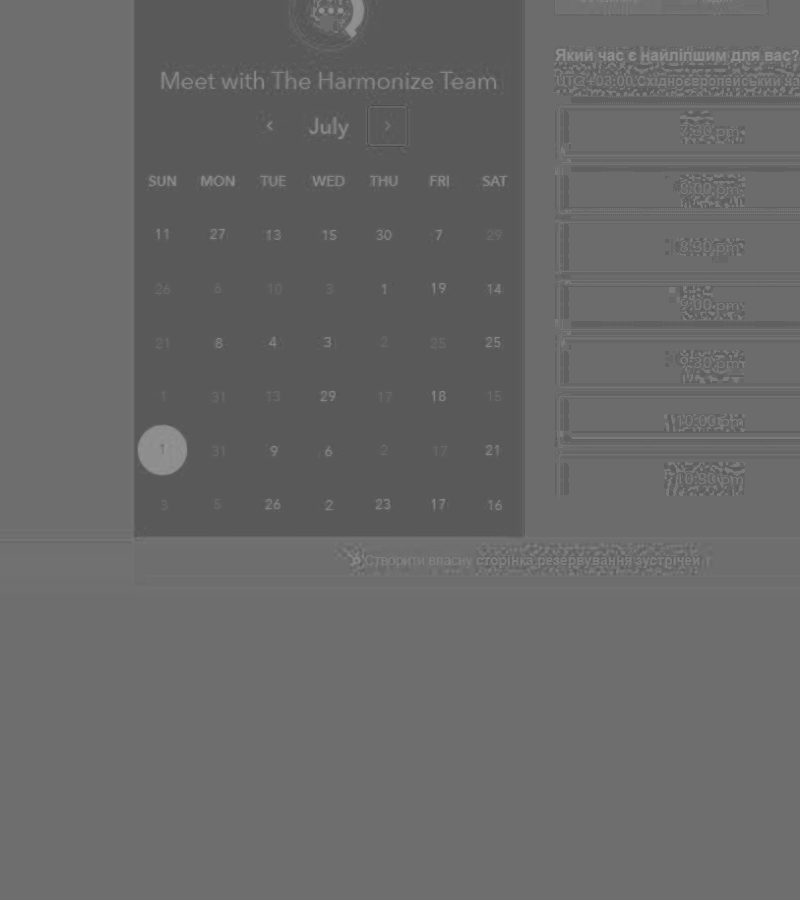 Meet with The Harmonize Team
‹ July ›
SUN MON TUE WED THU FRI SAT
11 27 13 15 30 7 29
26 6 10 3 1 19 14
21 8 4 3 2 25 25
1 31 13 29 17 18 15
1 31 9 6 2 17 21
3 5 26 2 23 17 16
Який час є найліпшим для вас?
UTC +03:00 Східноєвропейський
7:30 pm
8:00 pm
8:30 pm
9:00 pm
9:30 pm
10:00 pm
10:30 pm
Створити власну сторінка резервування зустрічей